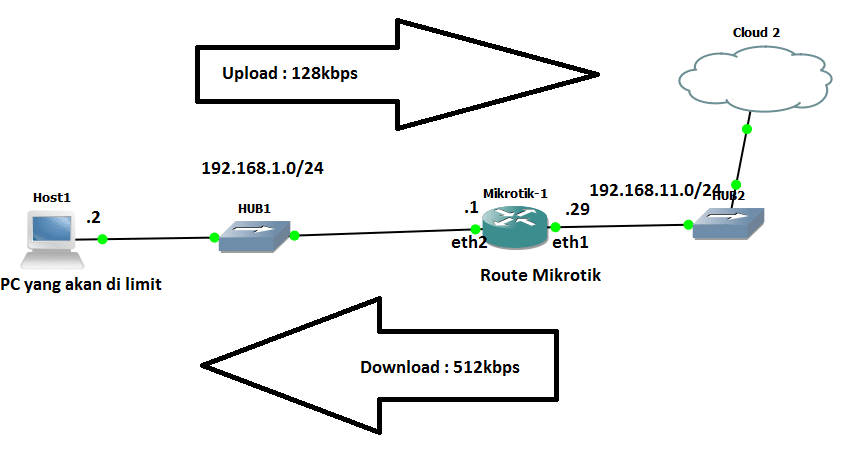 Cloud 2
Upload : 128kbps
192.168.1.0/24
Host1
.2
HUB1
Mikrotik-1
.1
eth2
.29
eth1
192.168.11.0/24
HUB2
PC yang akan di limit
Route Mikrotik
Download : 512kbps